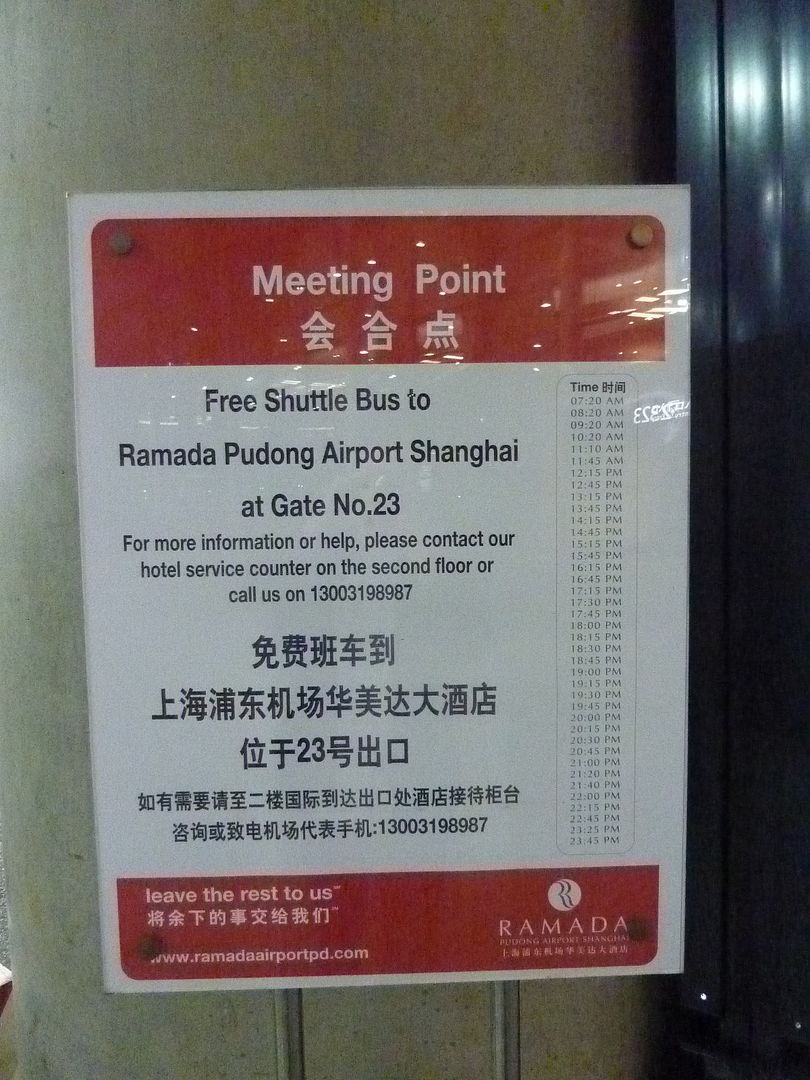 Meeting Point
会合点
Free Shuttle Bus to
Ramada Pudong Airport Shanghai
at Gate No.23
For more information or help, please contact our
hotel service counter on the second floor or
call us on 13003198987
免费班车到
上海浦东机场华美达大酒店
位于23号出口
如有需要请至二楼国际到达出口处酒店接待柜台
咨询或致电机场代表手机:13003198987
Time 时间
07:20 AM
08:20 AM
09:20 AM
10:20 AM
11:10 AM
11:45 AM
12:15 PM
12:45 PM
13:15 PM
13:45 PM
14:15 PM
14:45 PM
15:15 PM
15:45 PM
16:15 PM
16:45 PM
17:15 PM
17:30 PM
17:45 PM
18:00 PM
18:15 PM
18:30 PM
18:45 PM
19:00 PM
19:15 PM
19:30 PM
19:45 PM
20:00 PM
20:15 PM
20:30 PM
20:45 PM
21:00 PM
21:20 PM
21:40 PM
22:00 PM
22:15 PM
22:45 PM
23:25 PM
23:45 PM
leave the rest to us℠
将余下的事交给我们℠
www.ramadaairportpd.com
RAMADA
PUDONG AIRPORT SHANGHAI
上海浦东机场华美达大酒店